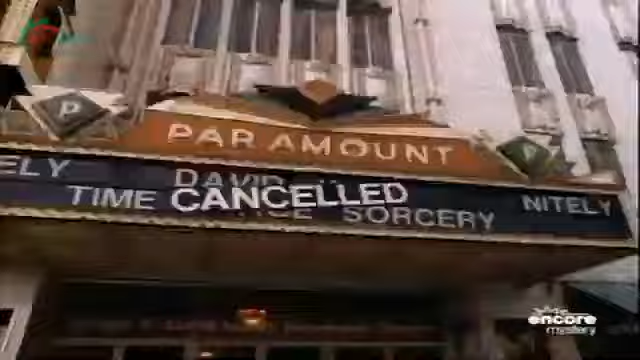 P
PARAMOUNT
P
ELY DAVID NITELY
TIME CANCELLED SORCERY
encore
mystery